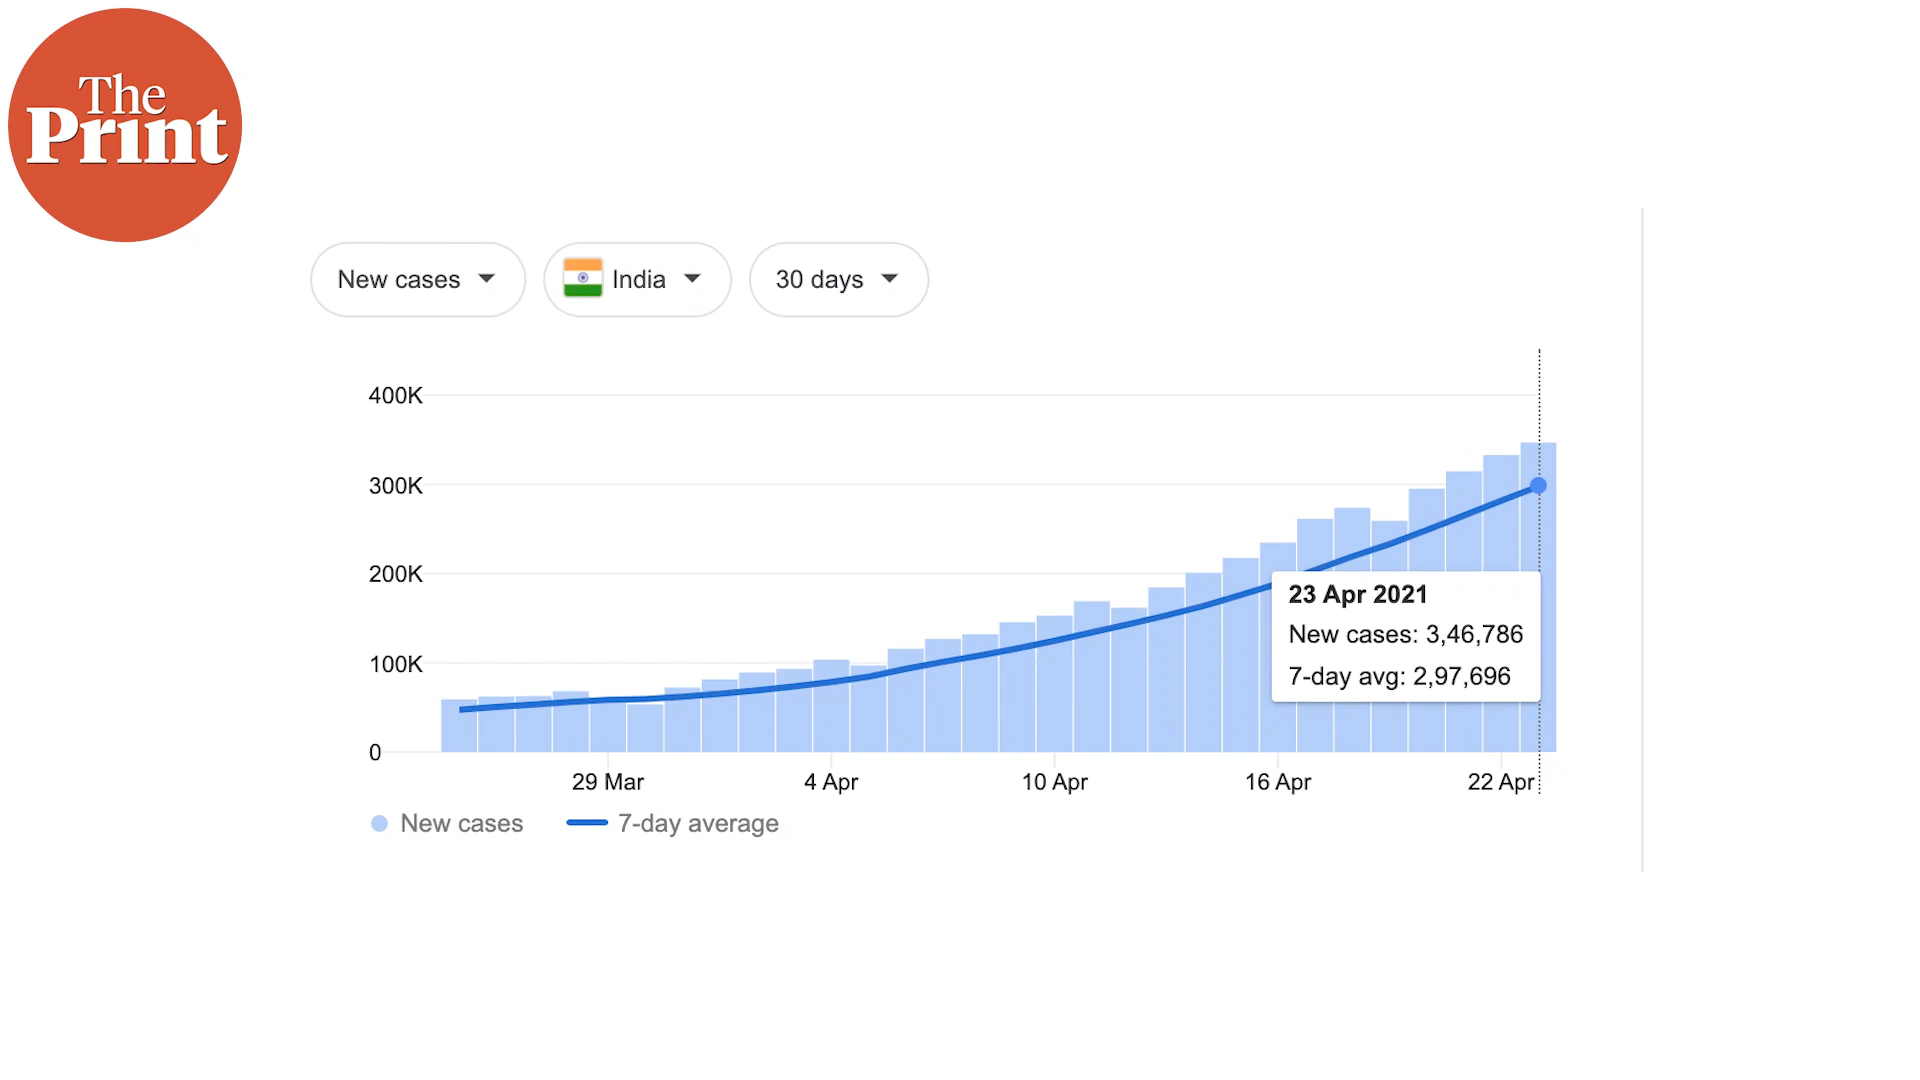 The
Print
New cases India 30 days
400K
300K
200K
100K
0
23 Apr 2021
New cases: 3,46,786
7-day avg: 2,97,696
29 Mar 4 Apr 10 Apr 16 Apr 22 Apr
New cases 7-day average